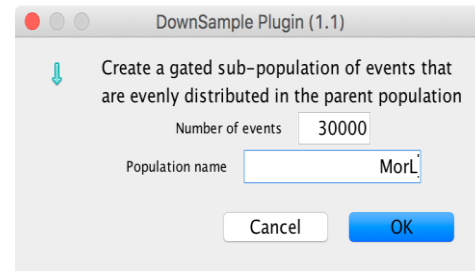 DownSample Plugin (1.1)
Create a gated sub-population of events that
are evenly distributed in the parent population
Number of events 30000
Population name MorL
Cancel OK